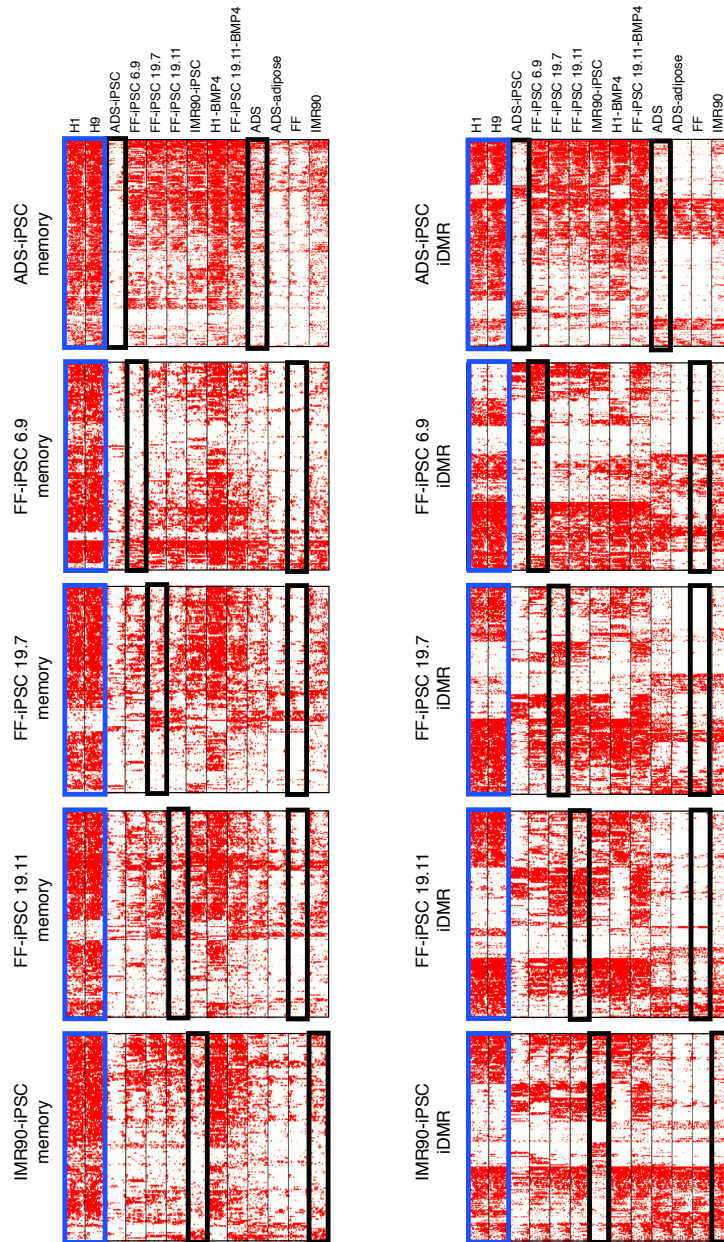 H1
H9
ADS-iPSC
FF-iPSC 6.9
FF-iPSC 19.7
FF-iPSC 19.11
IMR90-iPSC
H1-BMP4
FF-iPSC 19.11-BMP4
ADS
ADS-adipose
FF
IMR90
H1
H9
ADS-iPSC
FF-iPSC 6.9
FF-iPSC 19.7
FF-iPSC 19.11
IMR90-iPSC
H1-BMP4
FF-iPSC 19.11-BMP4
ADS
ADS-adipose
FF
IMR90
ADS-iPSC
memory
ADS-iPSC
iDMR
FF-iPSC 6.9
memory
FF-iPSC 6.9
iDMR
FF-iPSC 19.7
memory
FF-iPSC 19.7
iDMR
FF-iPSC 19.11
memory
FF-iPSC 19.11
iDMR
IMR90-iPSC
memory
IMR90-iPSC
iDMR